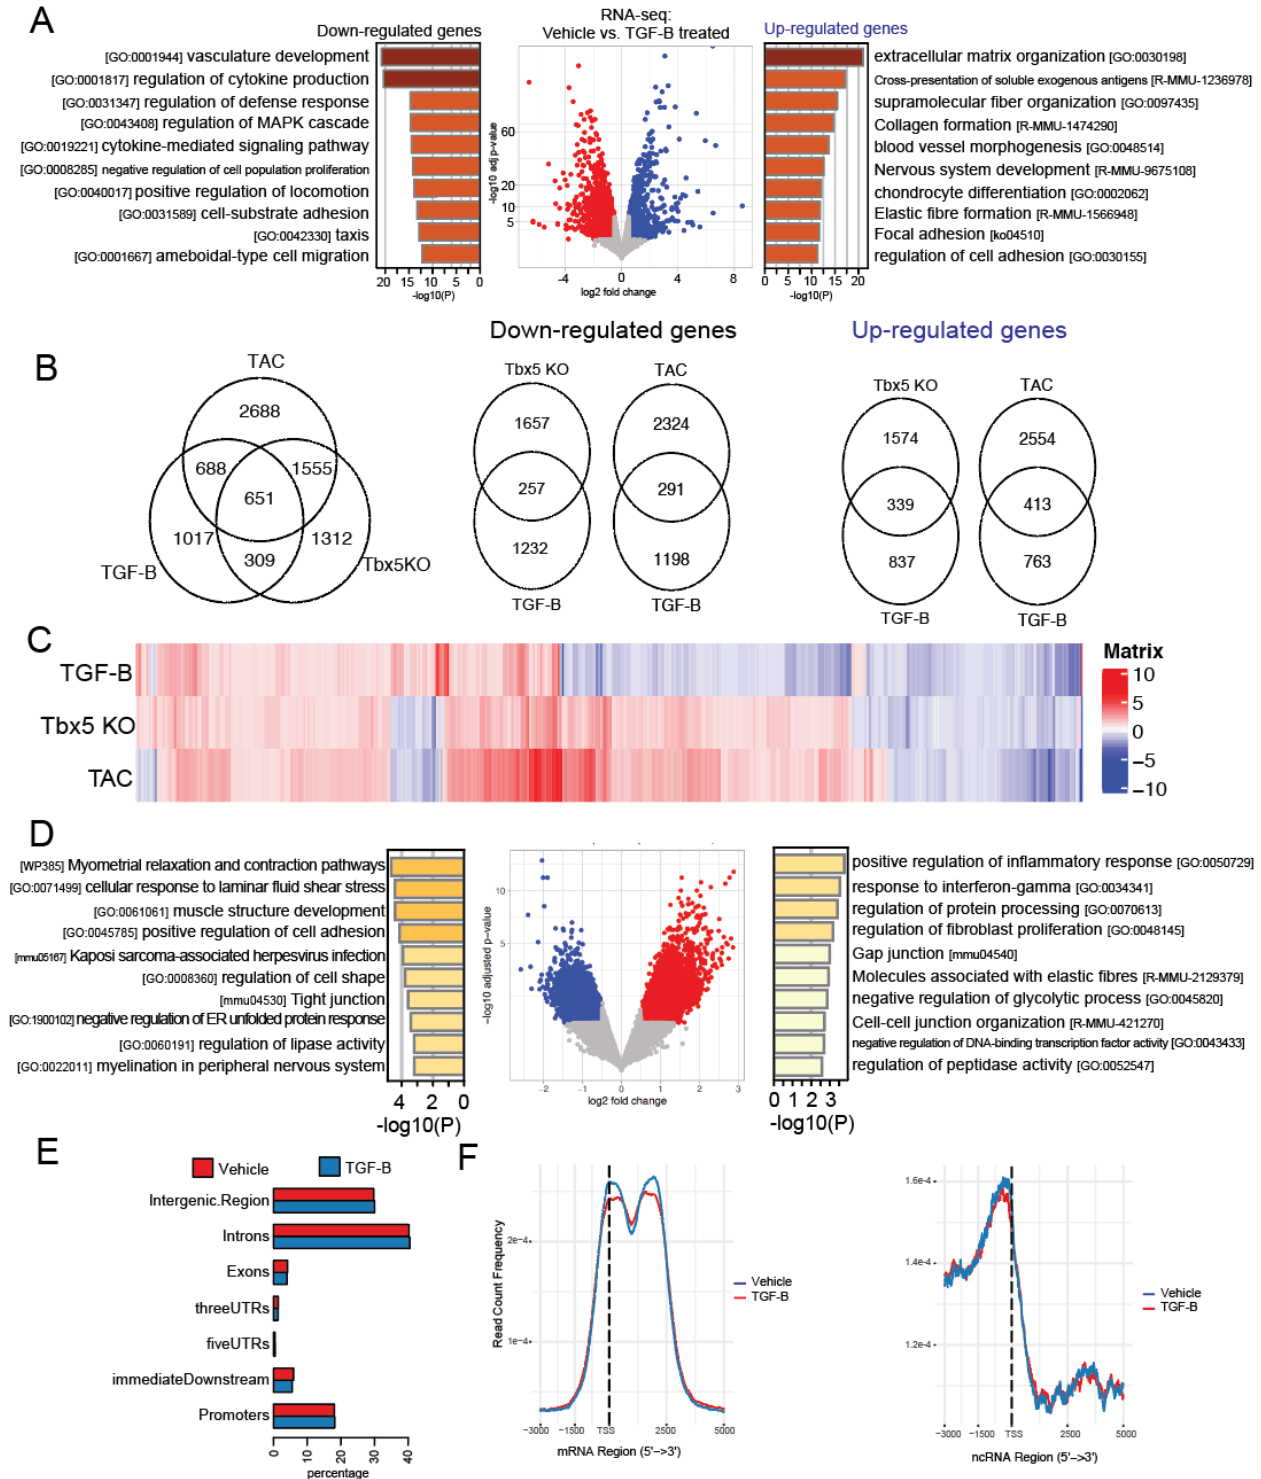 A
RNA-seq:
Vehicle vs. TGF-B treated
Down-regulated genes
Up-regulated genes
[GO:0001944] vasculature development
[GO:0001817] regulation of cytokine production
[GO:0031347] regulation of defense response
[GO:0043408] regulation of MAPK cascade
[GO:0019221] cytokine-mediated signaling pathway
[GO:0008285] negative regulation of cell population proliferation
[GO:0040017] positive regulation of locomotion
[GO:0031589] cell-substrate adhesion
[GO:0042330] taxis
[GO:0001667] ameboidal-type cell migration
20 15 10 5 0
-log10(P)
-log10 adj p-value
60
20
10
5
-4 0 4 8
log2 fold change
extracellular matrix organization [GO:0030198]
Cross-presentation of soluble exogenous antigens [R-MMU-1236978]
supramolecular fiber organization [GO:0097435]
Collagen formation [R-MMU-1474290]
blood vessel morphogenesis [GO:0048514]
Nervous system development [R-MMU-9675108]
chondrocyte differentiation [GO:0002062]
Elastic fibre formation [R-MMU-1566948]
Focal adhesion [ko04510]
regulation of cell adhesion [GO:0030155]
0 5 10 15 20
-log10(P)
B
TAC
2688
688
1555
651
1017
1312
309
TGF-B
Tbx5KO
Down-regulated genes
Tbx5 KO
1657
257
1232
TGF-B
TAC
2324
291
1198
TGF-B
Up-regulated genes
Tbx5 KO
1574
339
837
TGF-B
TAC
2554
413
763
TGF-B
C
TGF-B
Tbx5 KO
TAC
Matrix
10
5
0
−5
−10
D
[WP385] Myometrial relaxation and contraction pathways
[GO:0071499] cellular response to laminar fluid shear stress
[GO:0061061] muscle structure development
[GO:0045785] positive regulation of cell adhesion
[mmu05167] Kaposi sarcoma-associated herpesvirus infection
[GO:0008360] regulation of cell shape
[mmu04530] Tight junction
[GO:1900102] negative regulation of ER unfolded protein response
[GO:0060191] regulation of lipase activity
[GO:0022011] myelination in peripheral nervous system
4 2 0
-log10(P)
−log10 adjusted p−value
10
5
−2 −1 0 1 2 3
log2 fold change
positive regulation of inflammatory response [GO:0050729]
response to interferon-gamma [GO:0034341]
regulation of protein processing [GO:0070613]
regulation of fibroblast proliferation [GO:0048145]
Gap junction [mmu04540]
Molecules associated with elastic fibres [R-MMU-2129379]
negative regulation of glycolytic process [GO:0045820]
Cell-cell junction organization [R-MMU-421270]
negative regulation of DNA-binding transcription factor activity [GO:0043433]
regulation of peptidase activity [GO:0052547]
0 1 2 3
-log10(P)
E
Vehicle
TGF-B
Intergenic.Region
Introns
Exons
threeUTRs
fiveUTRs
immediateDownstream
Promoters
0 10 20 30 40
percentage
F
Read Count Frequency
2e−4
1e−4
−3000 −1500 TSS 2500 5000
mRNA Region (5'−>3')
Vehicle
TGF-B
1.6e−4
1.4e−4
1.2e−4
−3000 −1500 TSS 2500 5000
ncRNA Region (5'−>3')
Vehicle
TGF-B